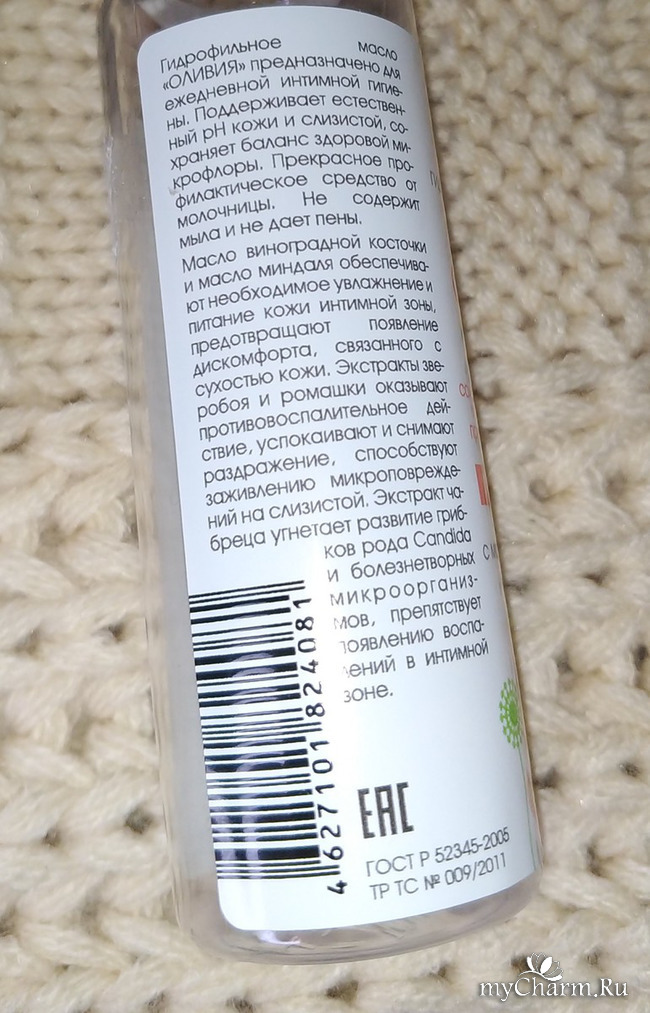 Гидрофильное масло
«ОЛИВИЯ» предназначено для
ежедневной интимной гигие-
ны. Поддерживает естествен-
ный pH кожи и слизистой, со-
храняет баланс здоровой ми-
крофлоры. Прекрасное про-
филактическое средство от
молочницы. Не содержит
мыла и не дает пены.
Масло виноградной косточки
и масло миндаля обеспечива-
ют необходимое увлажнение и
питание кожи интимной зоны,
предотвращают появление
дискомфорта, связанного с
сухостью кожи. Экстракты зве-
робоя и ромашки оказывают
противовоспалительное дей-
ствие, успокаивают и снимают
раздражение, способствуют
заживлению микроповрежде-
ний на слизистой. Экстракт ча-
бреца угнетает развитие гриб-
ков рода Candida
и болезнетворных
микроорганиз-
мов, препятствует
появлению воспа-
лений в интимной
зоне.
4627101824081
ЕАС
ГОСТ Р 52345-2005
ТР ТС № 009/2011
myCharm.Ru